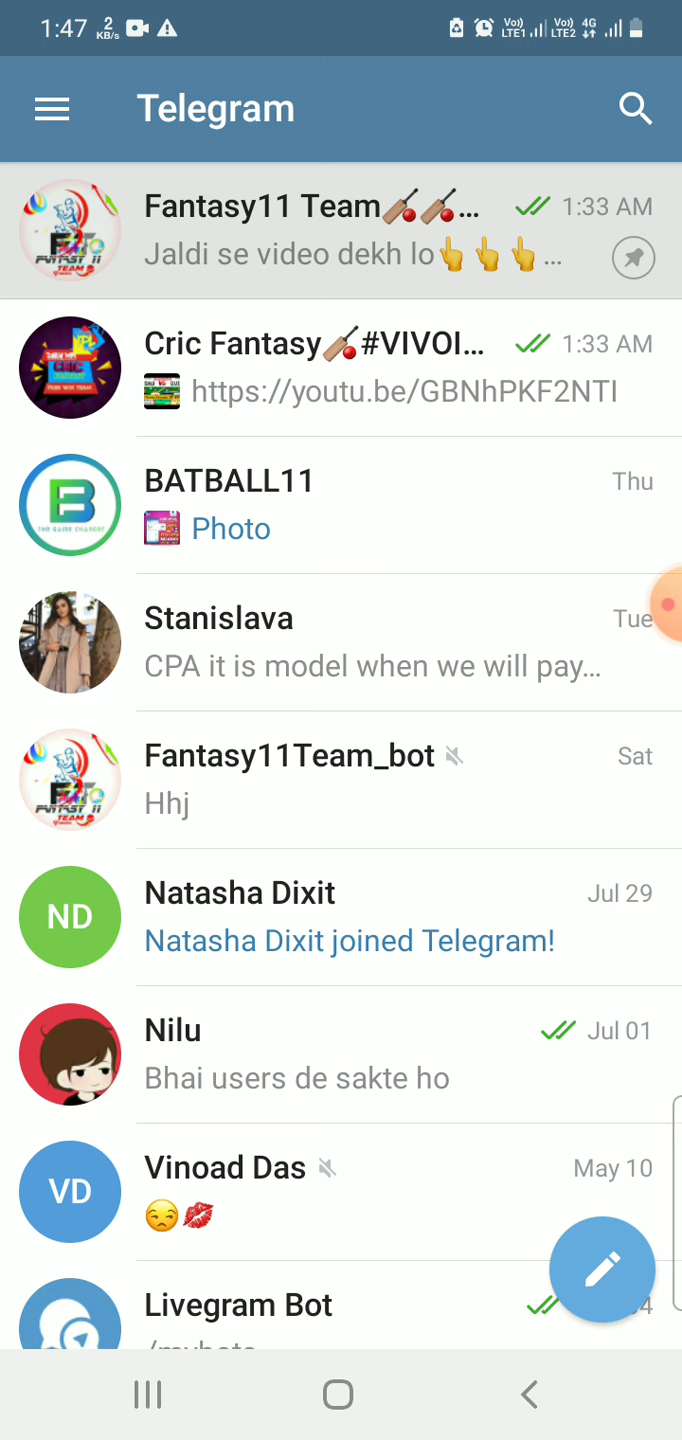 1:47 2 KB/s Vo) LTE1 Vo) LTE2 4G
Telegram
Fantasy11 Team🏏🏏... 1:33 AM
Jaldi se video dekh lo👆👆👆...
Cric Fantasy🏏#VIVOI... 1:33 AM
https://youtu.be/GBNhPKF2NTI
BATBALL11 Thu
Photo
Stanislava Tue
CPA it is model when we will pay...
Fantasy11Team_bot Sat
Hhj
ND
Natasha Dixit Jul 29
Natasha Dixit joined Telegram!
Nilu Jul 01
Bhai users de sakte ho
VD
Vinoad Das May 10
😒💋
Livegram Bot